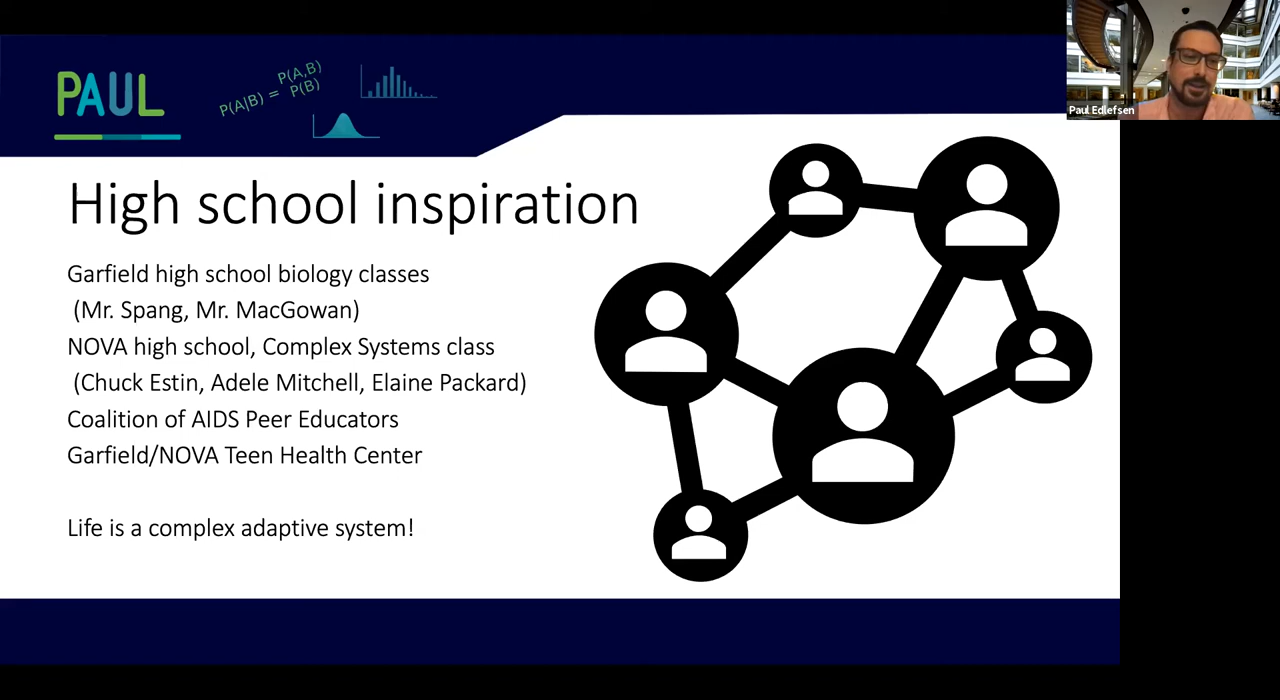 PAUL
P(A|B) = P(A,B)
P(B)
Paul Edlefsen
High school inspiration
Garfield high school biology classes
(Mr. Spang, Mr. MacGowan)
NOVA high school, Complex Systems class
(Chuck Estin, Adele Mitchell, Elaine Packard)
Coalition of AIDS Peer Educators
Garfield/NOVA Teen Health Center
Life is a complex adaptive system!